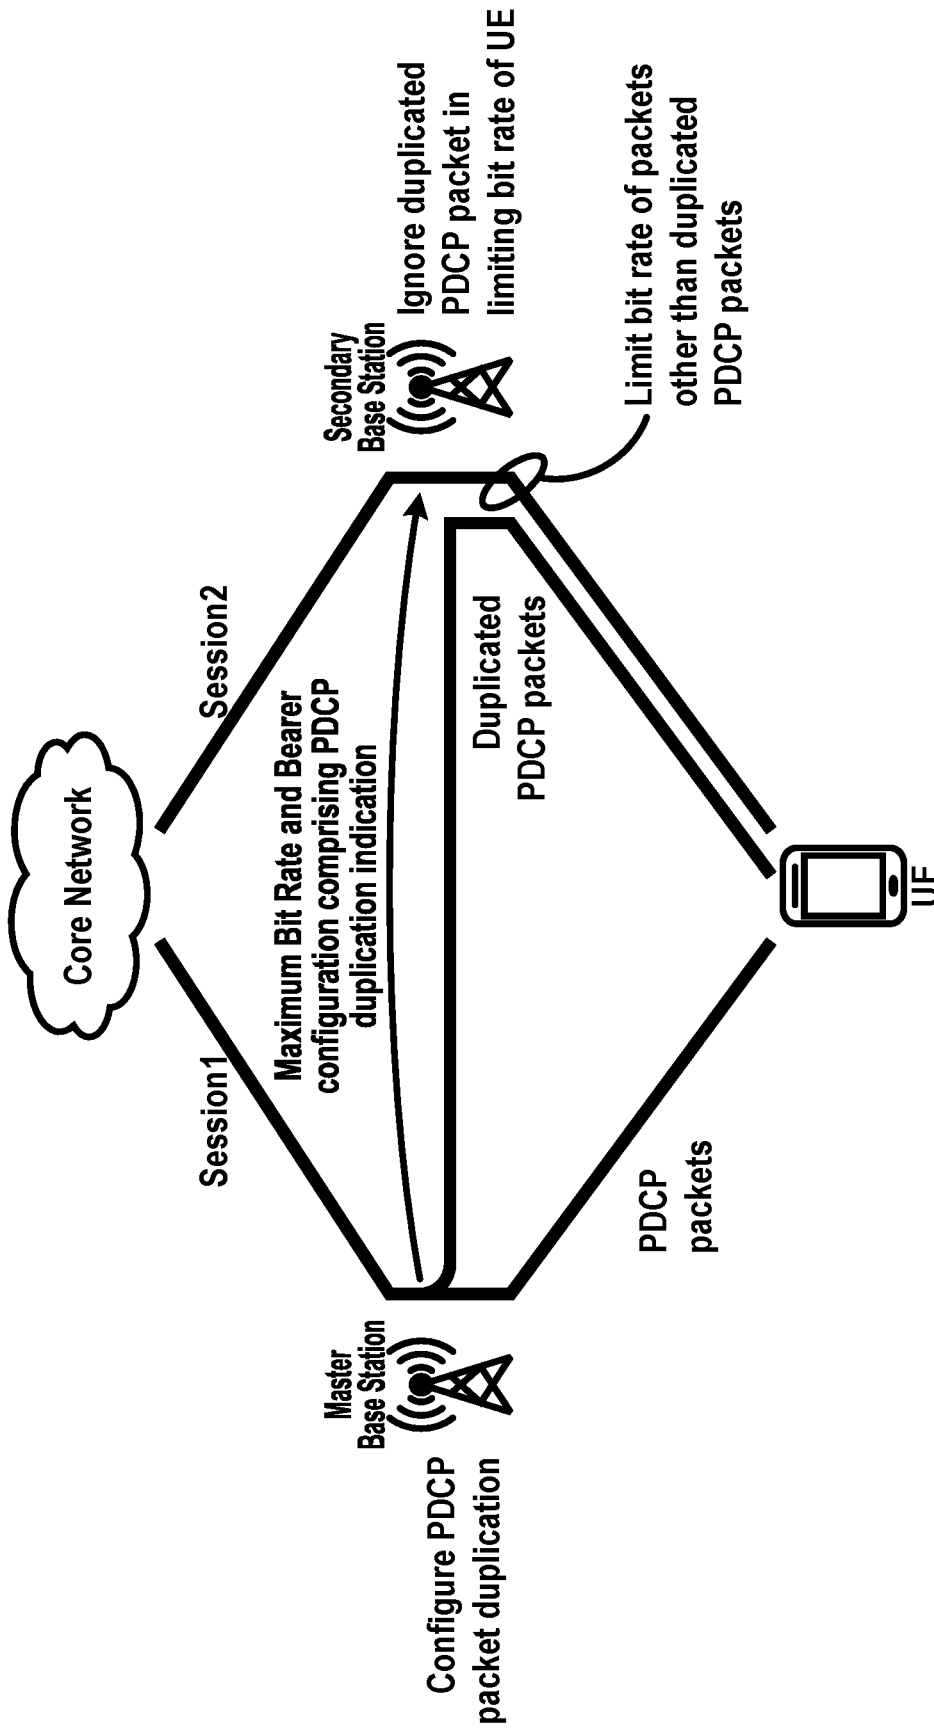 Core Network
Session1
Session2
Maximum Bit Rate and Bearer
configuration comprising PDCP
duplication indication
Master
Base Station
Secondary
Base Station
Configure PDCP
packet duplication
Ignore duplicated
PDCP packet in
limiting bit rate of UE
Duplicated
PDCP packets
PDCP
packets
Limit bit rate of packets
other than duplicated
PDCP packets
UE